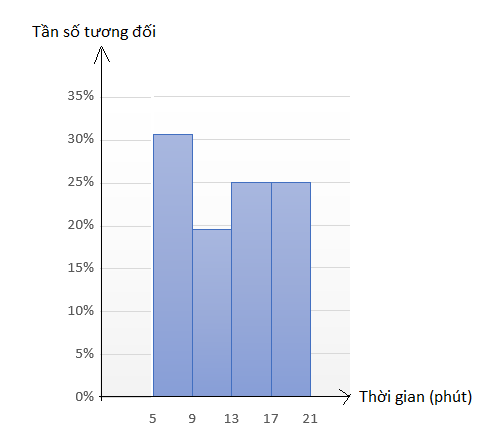 Tần số tương đối
35%
30%
25%
20%
15%
10%
5%
0%
Thời gian (phút)
5 9 13 17 21